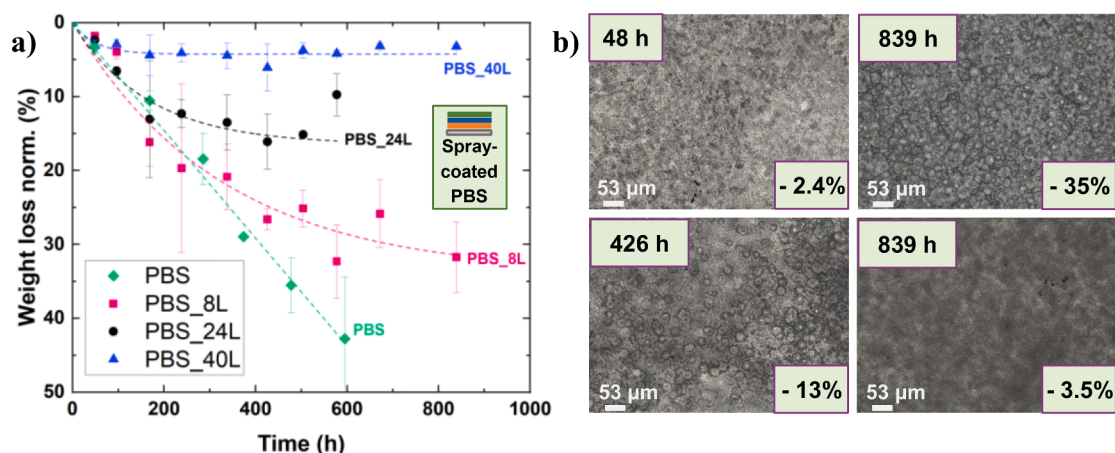 a)
Weight loss norm. (%)
0
10
20
30
40
50
0
200
400
600
800
1000
Time (h)
PBS_40L
PBS_24L
PBS_8L
PBS
Spray-
coated
PBS
PBS
PBS_8L
PBS_24L
PBS_40L
b)
48 h
53 µm
- 2.4%
839 h
53 µm
- 35%
426 h
53 µm
- 13%
839 h
53 µm
- 3.5%